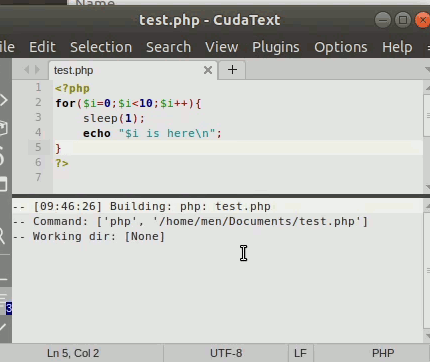 Name
test.php - CudaText
ile Edit Selection Search View Plugins Options Help
test.php
1 <?php
2 for($i=0;$i<10;$i++){
3 sleep(1);
4 echo "$i is here\n";
5 }
6 ?>
7
-- [09:46:26] Building: php: test.php
-- Command: ['php', '/home/men/Documents/test.php']
-- Working dir: [None]
3
Ln 5, Col 2 UTF-8 LF PHP